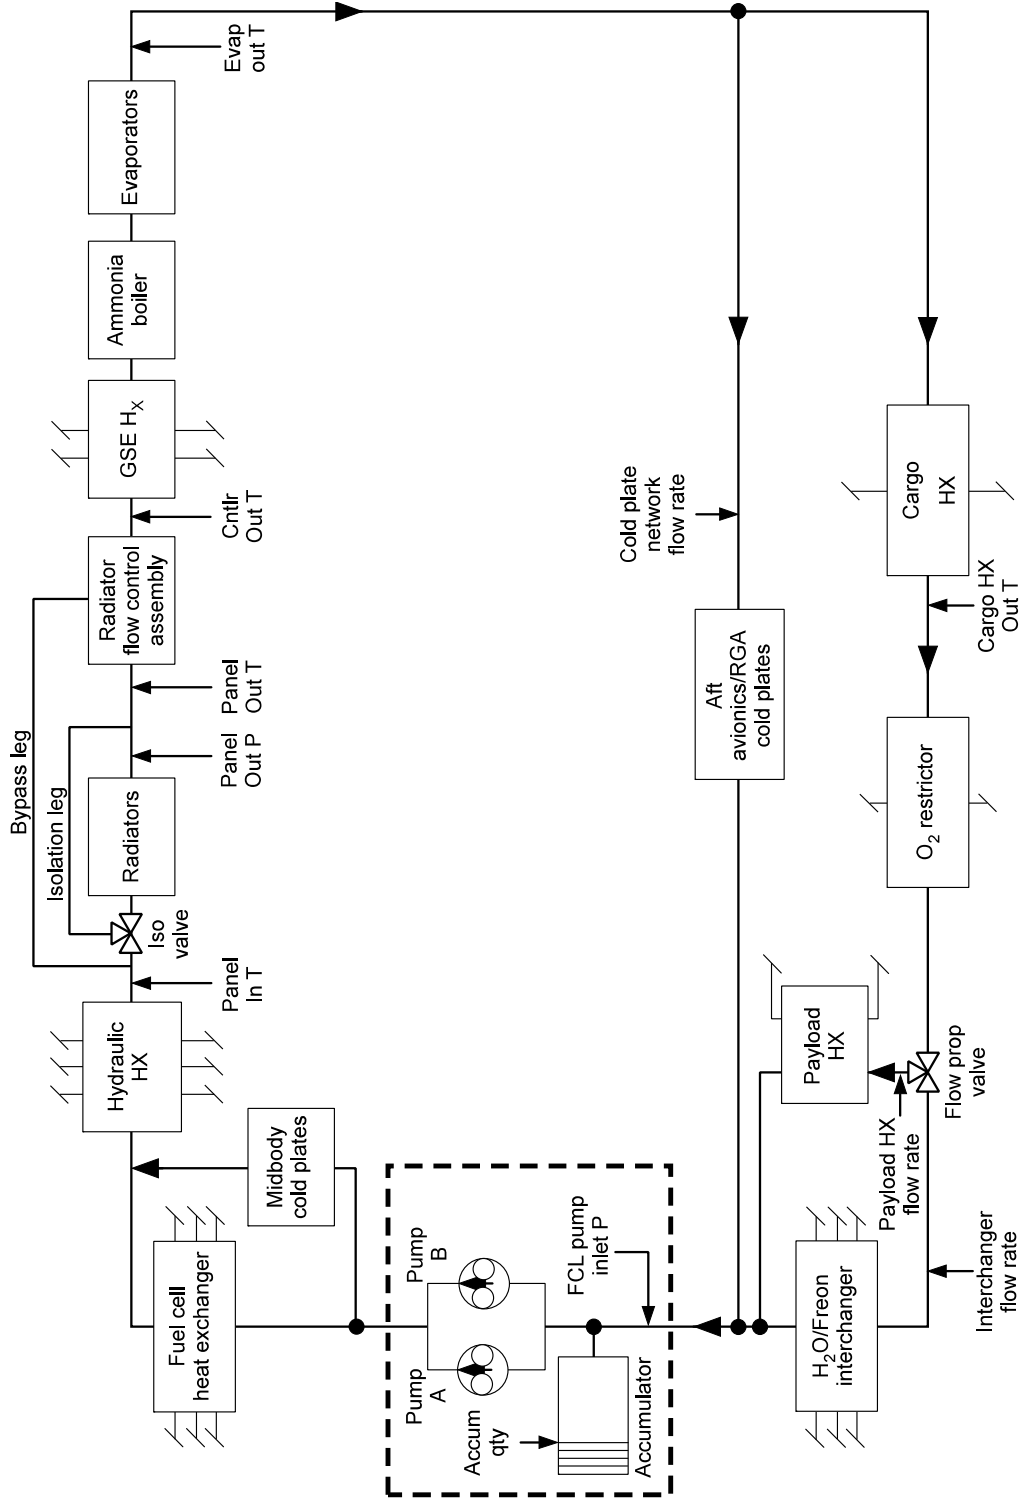 Evap
out T
Evaporators
Ammonia
boiler
GSE HX
Cntlr
Out T
Radiator
flow control
assembly
Panel
Out T
Panel
Out P
Bypass leg
Isolation leg
Radiators
Iso
valve
Panel
In T
Hydraulic
HX
Midbody
cold plates
Fuel cell
heat exchanger
Pump
B
Pump
A
FCL pump
inlet P
Accum
qty
Accumulator
Cold plate
network
flow rate
Aft
avionics/RGA
cold plates
Cargo
HX
Cargo HX
Out T
O2 restrictor
Payload
HX
Flow prop
valve
Payload HX
flow rate
H2O/Freon
interchanger
Interchanger
flow rate